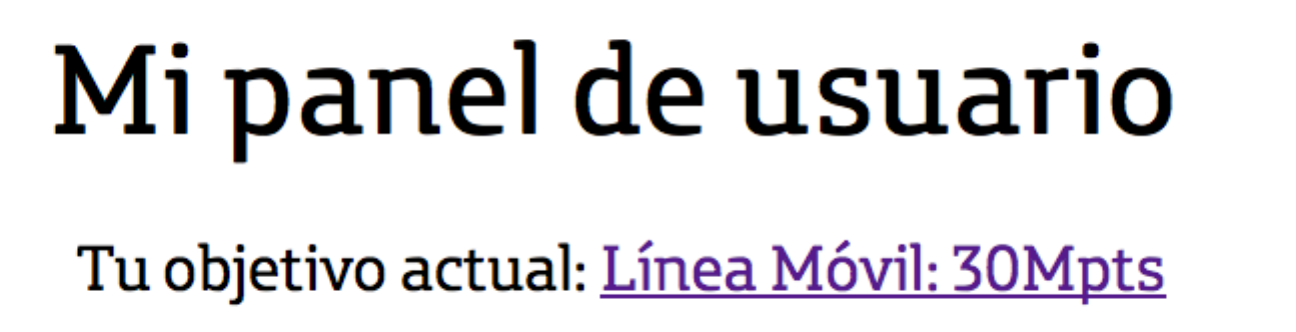 Mi panel de usuario
Tu objetivo actual: Línea Móvil: 30Mpts